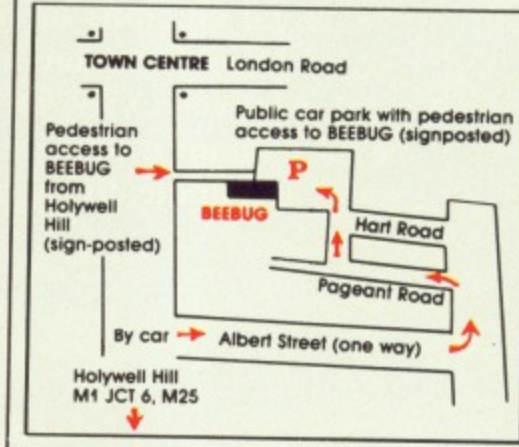 TOWN CENTRE London Road
Public car park with pedestrian
access to BEEBUG (signposted)
Pedestrian
access to
BEEBUG
from
Holywell
Hill
(sign-posted)
P
BEEBUG
Hart Road
Pageant Road
By car
Albert Street (one way)
Holywell Hill
M1 JCT 6, M25